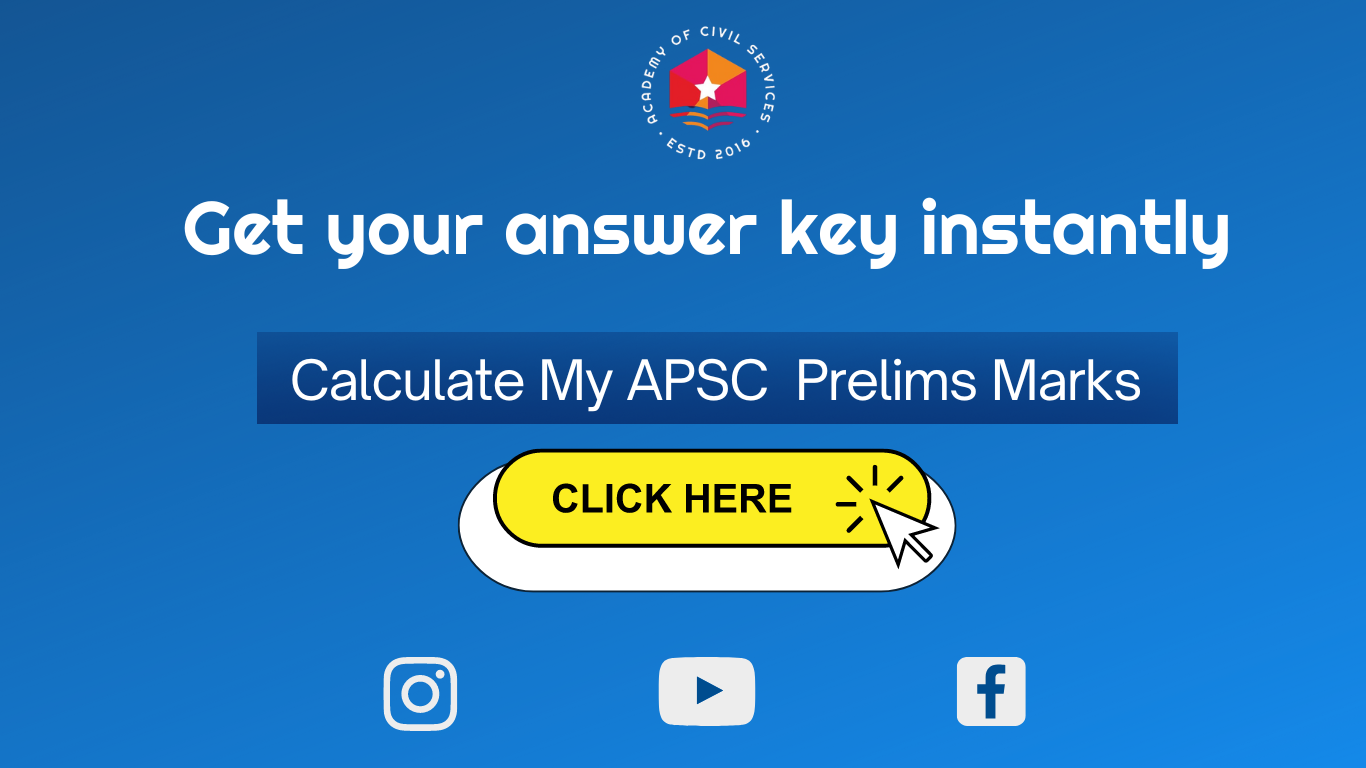 ACADEMY OF CIVIL SERVICES
· ESTD 2016 ·
Get your answer key instantly
Calculate My APSC  Prelims Marks
CLICK HERE